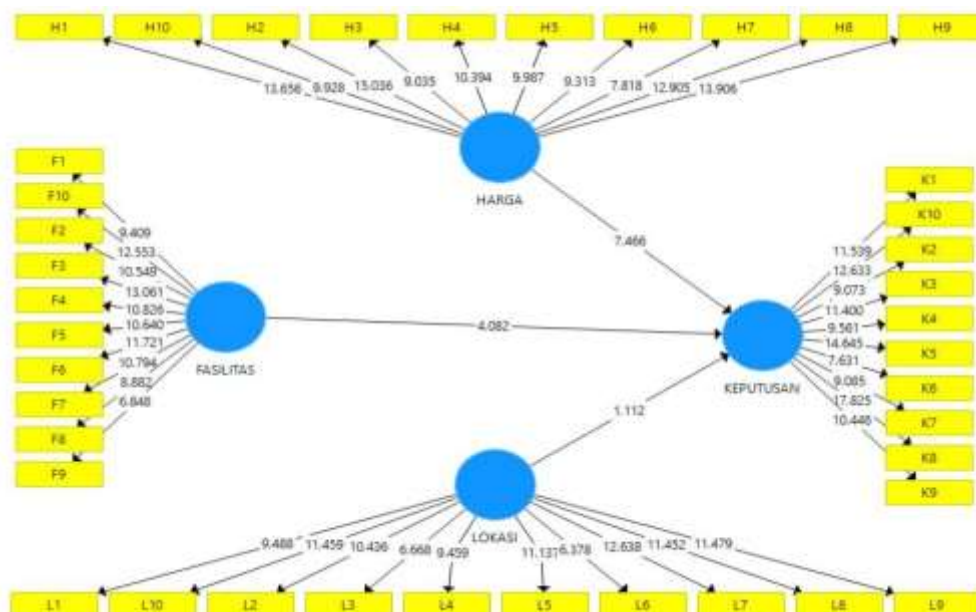 H1 H10 H2 H3 H4 H5 H6 H7 H8 H9
13.656 9.928 15.036 9.035 10.394 9.987 9.313 7.818 12.905 13.906
HARGA
7.466
F1
F10
F2
F3
F4
F5
F6
F7
F8
F9
9.409
12.553
10.549
13.061
10.826
10.640
11.721
10.794
8.882
6.848
FASILITAS
4.082
K1
K10
K2
K3
K4
K5
K6
K7
K8
K9
11.539
12.633
9.073
11.400
9.561
14.645
7.631
9.085
17.825
10.446
KEPUTUSAN
1.112
LOKASI
9.488 11.459 10.436 6.668 9.459 11.137 6.378 12.638 11.452 11.479
L1 L10 L2 L3 L4 L5 L6 L7 L8 L9